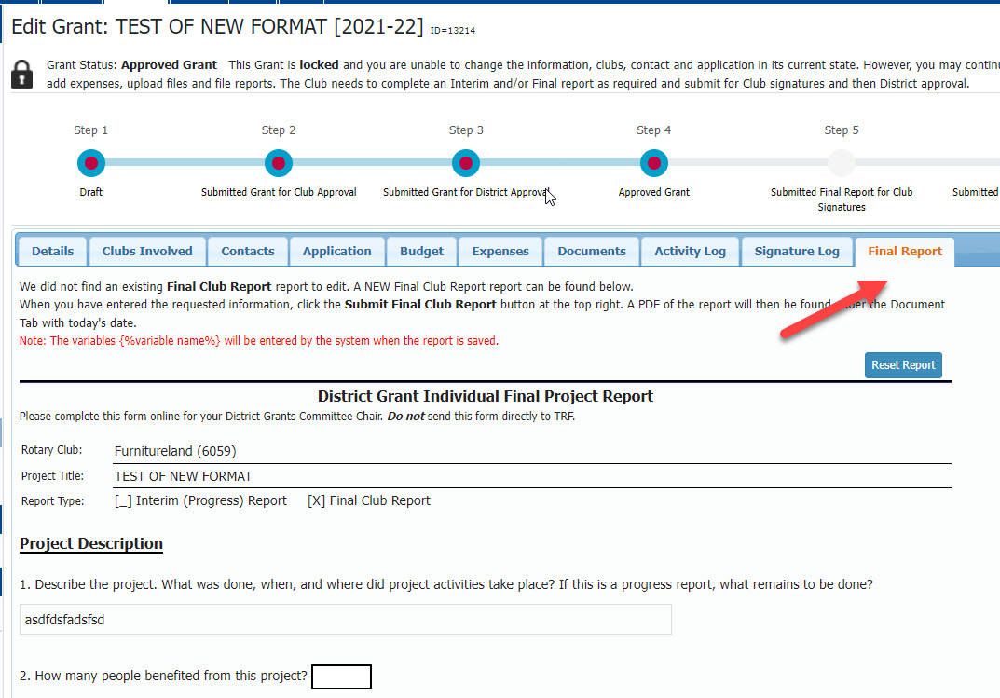 Edit Grant: TEST OF NEW FORMAT [2021-22] ID=13214
Grant Status: Approved Grant This Grant is locked and you are unable to change the information, clubs, contact and application in its current state. However, you may
add expenses, upload files and file reports. The Club needs to complete an Interim and/or Final report as required and submit for Club signatures and then District approval.
Step 1
Step 2
Step 3
Step 4
Step 5
Draft
Submitted Grant for Club Approval
Submitted Grant for District Approval
Approved Grant
Submitted Final Report for Club
Signatures
Submitted
Details
Clubs Involved
Contacts
Application
Budget
Expenses
Documents
Activity Log
Signature Log
Final Report
We did not find an existing Final Club Report report to edit. A NEW Final Club Report report can be found below.
When you have entered the requested information, click the Submit Final Club Report button at the top right. A PDF of the report will then be found the Document
Tab with today's date.
Note: The variables {%variable name%} will be entered by the system when the report is saved.
Reset Report
District Grant Individual Final Project Report
Please complete this form online for your District Grants Committee Chair. Do not send this form directly to TRF.
Rotary Club: Furnitureland (6059)
Project Title: TEST OF NEW FORMAT
Report Type: [_] Interim (Progress) Report [X] Final Club Report
Project Description
1. Describe the project. What was done, when, and where did project activities take place? If this is a progress report, what remains to be done?
asdfdsfadsfsd
2. How many people benefited from this project?